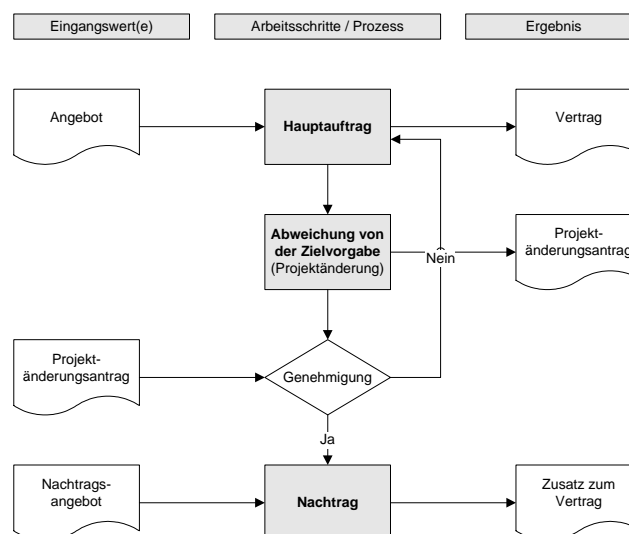 Eingangswert(e)
Arbeitsschritte / Prozess
Ergebnis
Angebot
Hauptauftrag
Vertrag
Abweichung von
der Zielvorgabe
(Projektänderung)
Nein
Projekt-
änderungsantrag
Projekt-
änderungsantrag
Genehmigung
Ja
Nachtrags-
angebot
Nachtrag
Zusatz zum
Vertrag